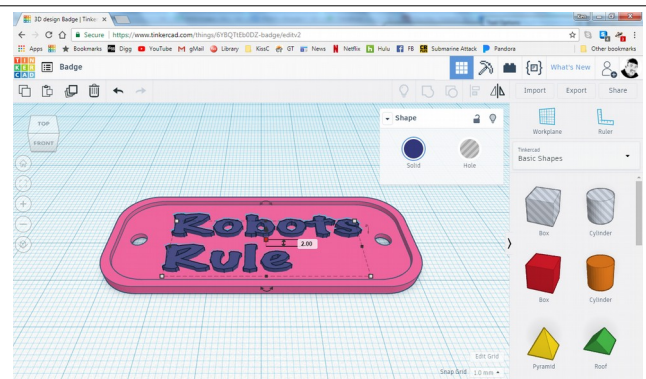 3D design Badge | Tinker
Secure | https://www.tinkercad.com/things/6YBQTtEb0DZ-badge/editv2
Apps Bookmarks Digg YouTube gMail Library KissC GT News Netflix Hulu FB Submarine Attack Pandora Other bookmarks
TIN
KER
CAD
Badge
What's New
Import Export Share
TOP
FRONT
Shape
Solid Hole
Workplane Ruler
Tinkercad
Basic Shapes
Box Cylinder
Box Cylinder
Pyramid Roof
Robots
Rule
2.00
Edit Grid
Snap Grid 1.0 mm